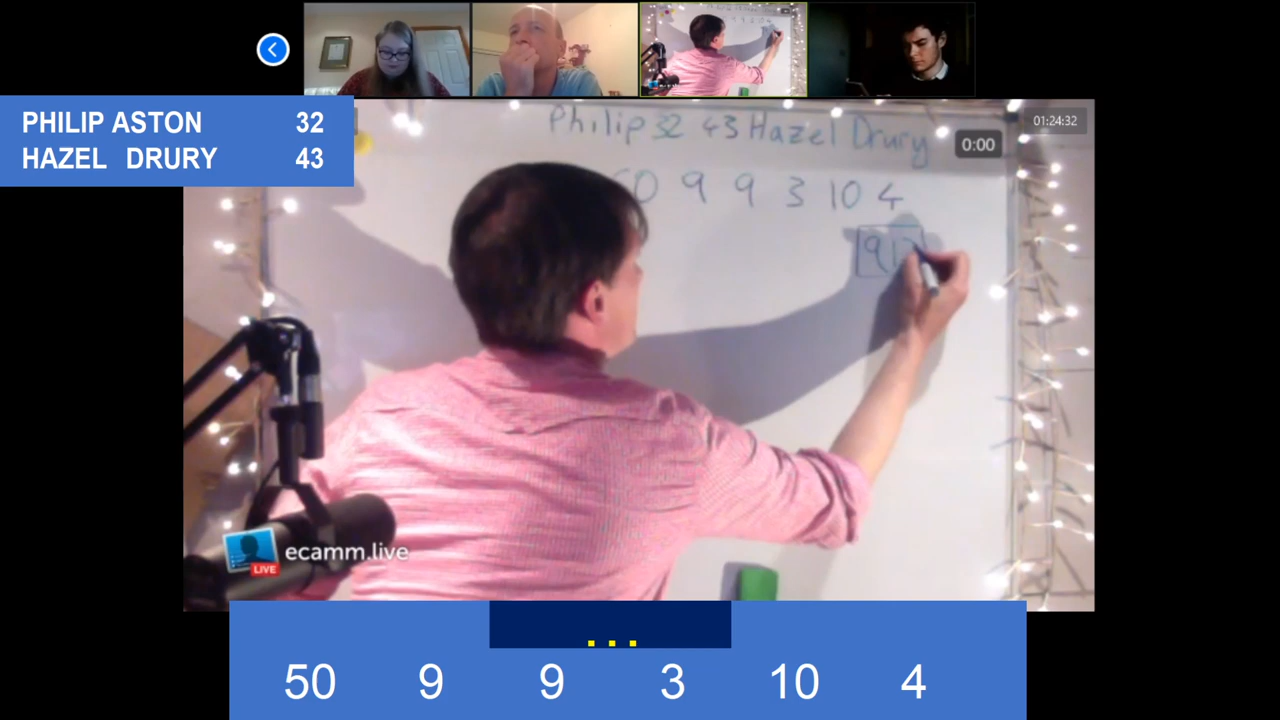 PHILIP ASTON 32
HAZEL DRURY 43
01:24:32
0:00
Philip 32 43 Hazel Drury
50 9 9 3 10 4
ecamm.live
LIVE
...
50 9 9 3 10 4